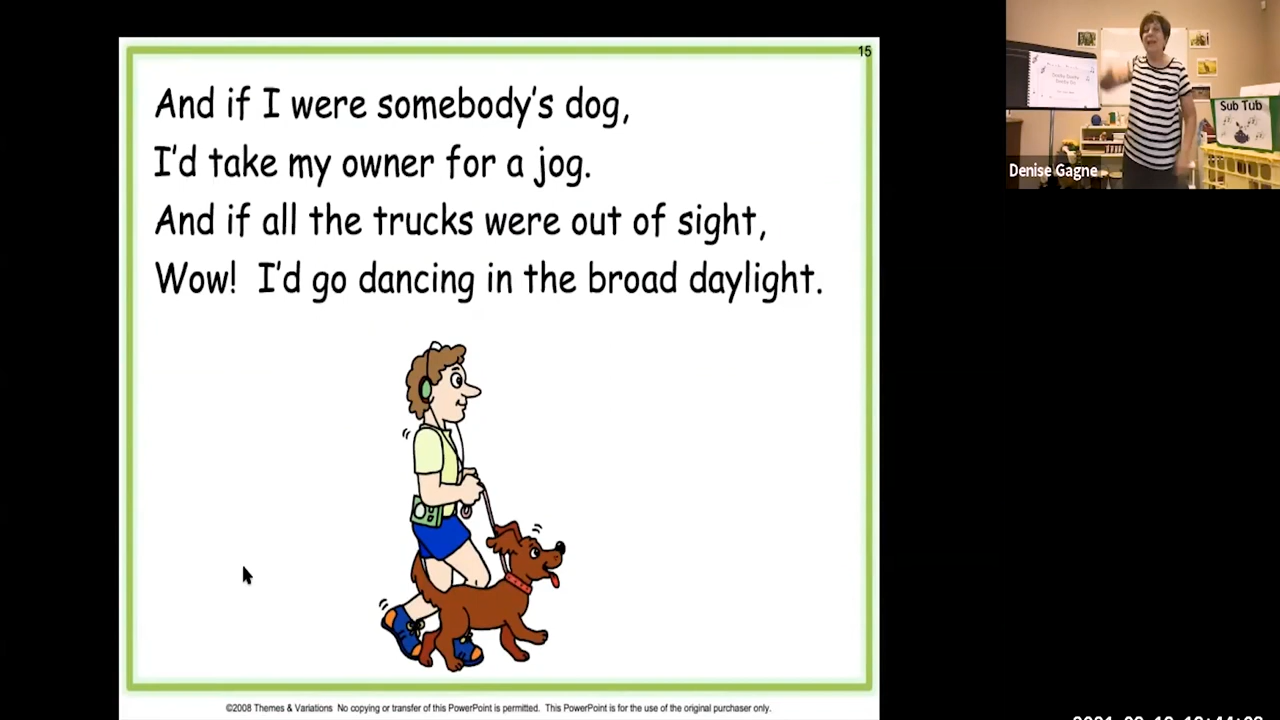 15
And if I were somebody's dog,
I'd take my owner for a jog.
And if all the trucks were out of sight,
Wow! I'd go dancing in the broad daylight.
©2008 Themes & Variations No copying or transfer of this PowerPoint is permitted. This PowerPoint is for the use of the original purchaser only.
Sub Tub
Denise Gagne